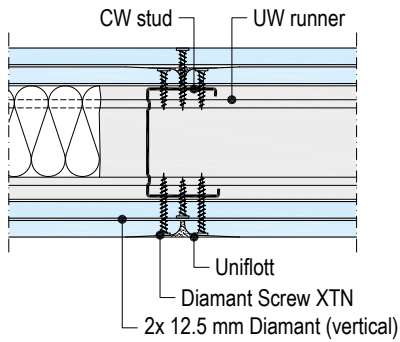 CW stud
UW runner
Uniflott
Diamant Screw XTN
2x 12.5 mm Diamant (vertical)